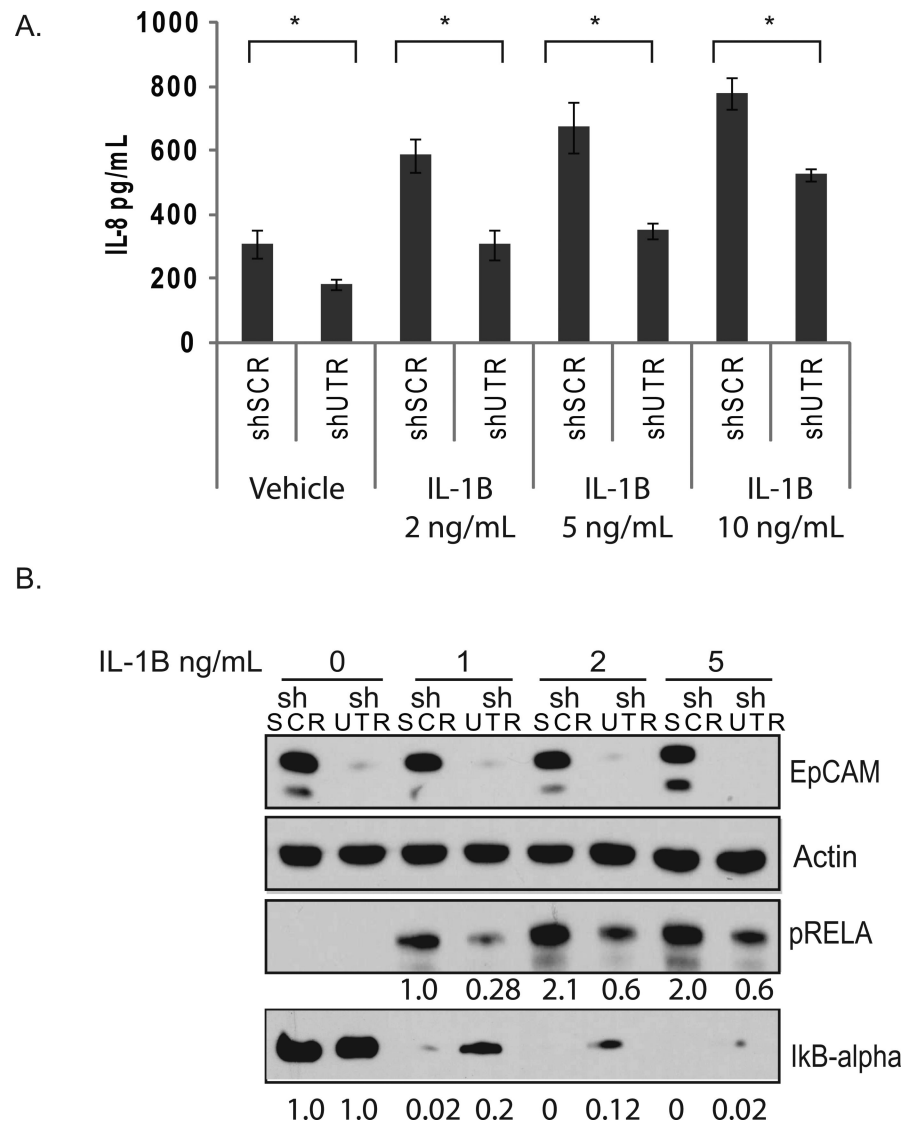 A.
* * * *
1000
800
600
400
200
0
IL-8 pg/mL
shSCR shUTR shSCR shUTR shSCR shUTR shSCR shUTR
Vehicle IL-1B IL-1B IL-1B
2 ng/mL 5 ng/mL 10 ng/mL
B.
IL-1B ng/mL 0 1 2 5
sh sh sh sh sh sh sh sh
SCR UTR SCR UTR SCR UTR SCR UTR
EpCAM
Actin
pRELA
1.0 0.28 2.1 0.6 2.0 0.6
IkB-alpha
1.0 1.0 0.02 0.2 0 0.12 0 0.02